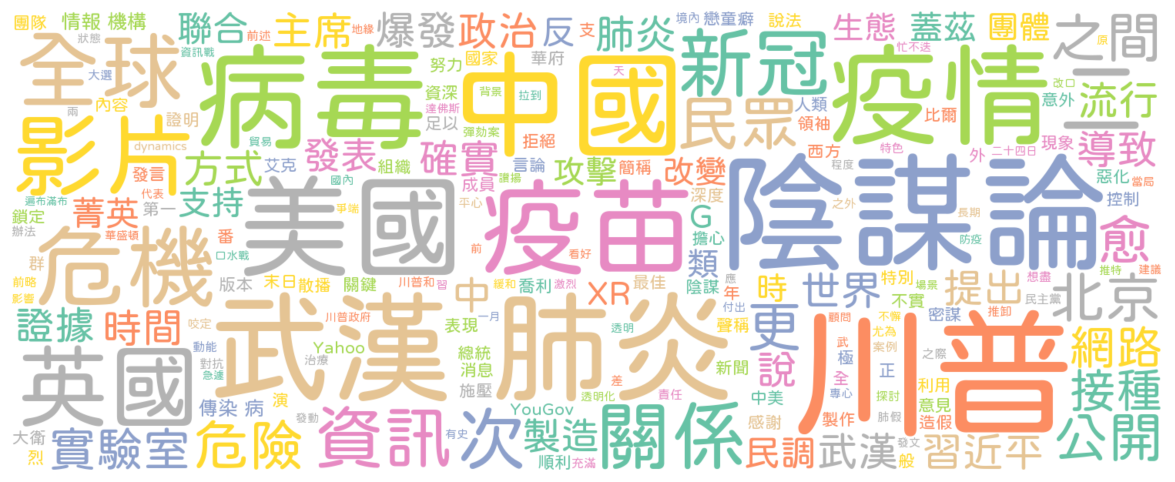 團隊 情報 機構 聯合 主席 爆發 政治 反 支 肺炎 境內 戀童癖 說法 生態 蓋茲 團體 之間
狀態 前述 地緣 新冠 忙不迭 原
全球 資訊戰 病毒 努力 國家 華府 中國 天 疫情 改口 一
大選 資深 背景 拉到 民眾 人類 比爾 意外 流行
兩 內容 證明 達佛斯 足以 貿易 彈劾案 領袖
影片 dynamics 發表 確實 拒絕 言論 西方 特色 現象 導致
方式 艾克 組織 攻擊 簡稱 改變 外 二十四日
發言 國內 成員 讓揚 程度 惡化 當局
代表 第一 支持 爭端 平心 深度 陰謀論 之外 控制
遍布滿布 菁英 美國 疫苗 G 長期
鎖定 華盛頓 口水戰 前 看好 擔心 防疫 愈
辦法 番
危機 群 末日 散播 關鍵 川普和 智 緩和 激烈 類 應 世界 特別 場景 想盡 推特 建議
前略 版本 中 喬利 最佳 陰謀 年 時 不實 提出 民主黨 北京
影響 XR 付出
證據 時間 咬定 川普政府 表現 一月 透明 聲稱 更 不懈 密謀 推卸
武漢 肺炎 顧問 尤為 川普 網路
動能 Yahoo 總統 武 極 案例 之際
英國 對抗 治療 消息 差 新聞 說 全 正
急速 施壓 透明化 責任 中美 專心 利用 探討 接種
傳染 病 演 發動 YouGov 製作 肺假 意見
大衛 資訊 有史 次 製造 關係 感謝 造假 公開
烈 實驗室 危險 順利 充滿 民調 武漢 發文 般 習近平